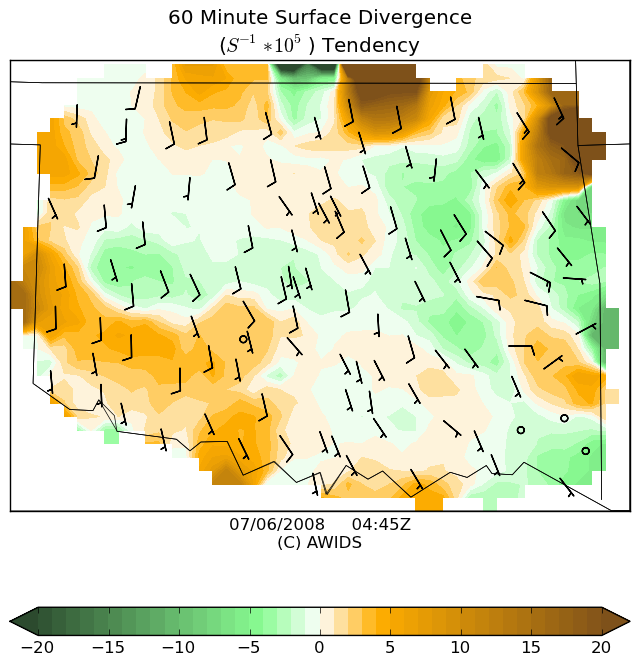 60 Minute Surface Divergence
(S⁻¹ *10⁵ ) Tendency
07/06/2008 04:45Z
(C) AWIDS
−20 −15 −10 −5 0 5 10 15 20